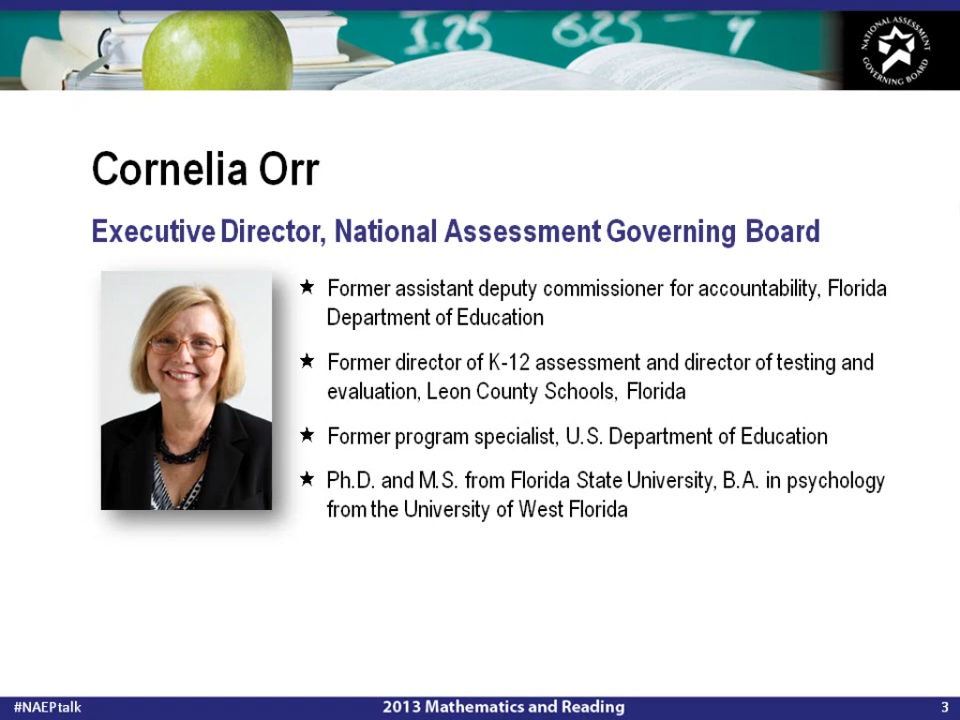 1.25
625
NATIONAL ASSESSMENT
GOVERNING BOARD
Cornelia Orr
Executive Director, National Assessment Governing Board
★ Former assistant deputy commissioner for accountability, Florida
Department of Education
★ Former director of K-12 assessment and director of testing and
evaluation, Leon County Schools, Florida
★ Former program specialist, U.S. Department of Education
★ Ph.D. and M.S. from Florida State University, B.A. in psychology
from the University of West Florida
#NAEPtalk
2013 Mathematics and Reading
3